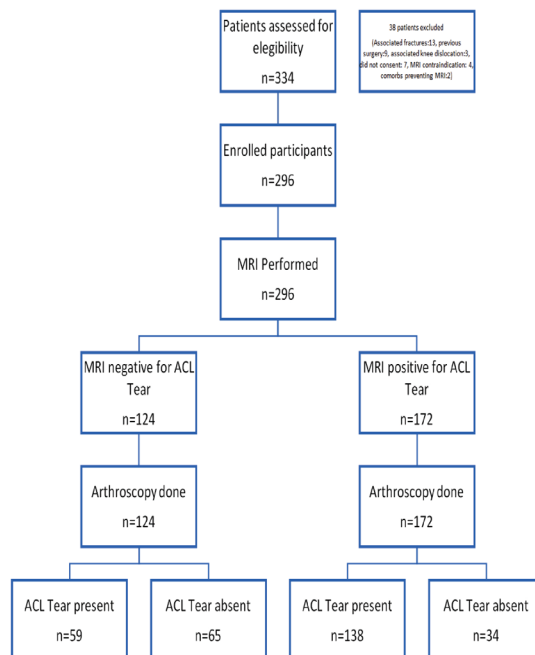 Patients assessed for
elegibility
n=334
38 patients excluded
(Associated fractures:13, previous
surgery:9, associated knee dislocation:3,
did not consent: 7, MRI contraindication: 4,
comorbs preventing MRI:2)
Enrolled participants
n=296
MRI Performed
n=296
MRI negative for ACL
Tear
n=124
MRI positive for ACL
Tear
n=172
Arthroscopy done
n=124
Arthroscopy done
n=172
ACL Tear present
n=59
ACL Tear absent
n=65
ACL Tear present
n=138
ACL Tear absent
n=34